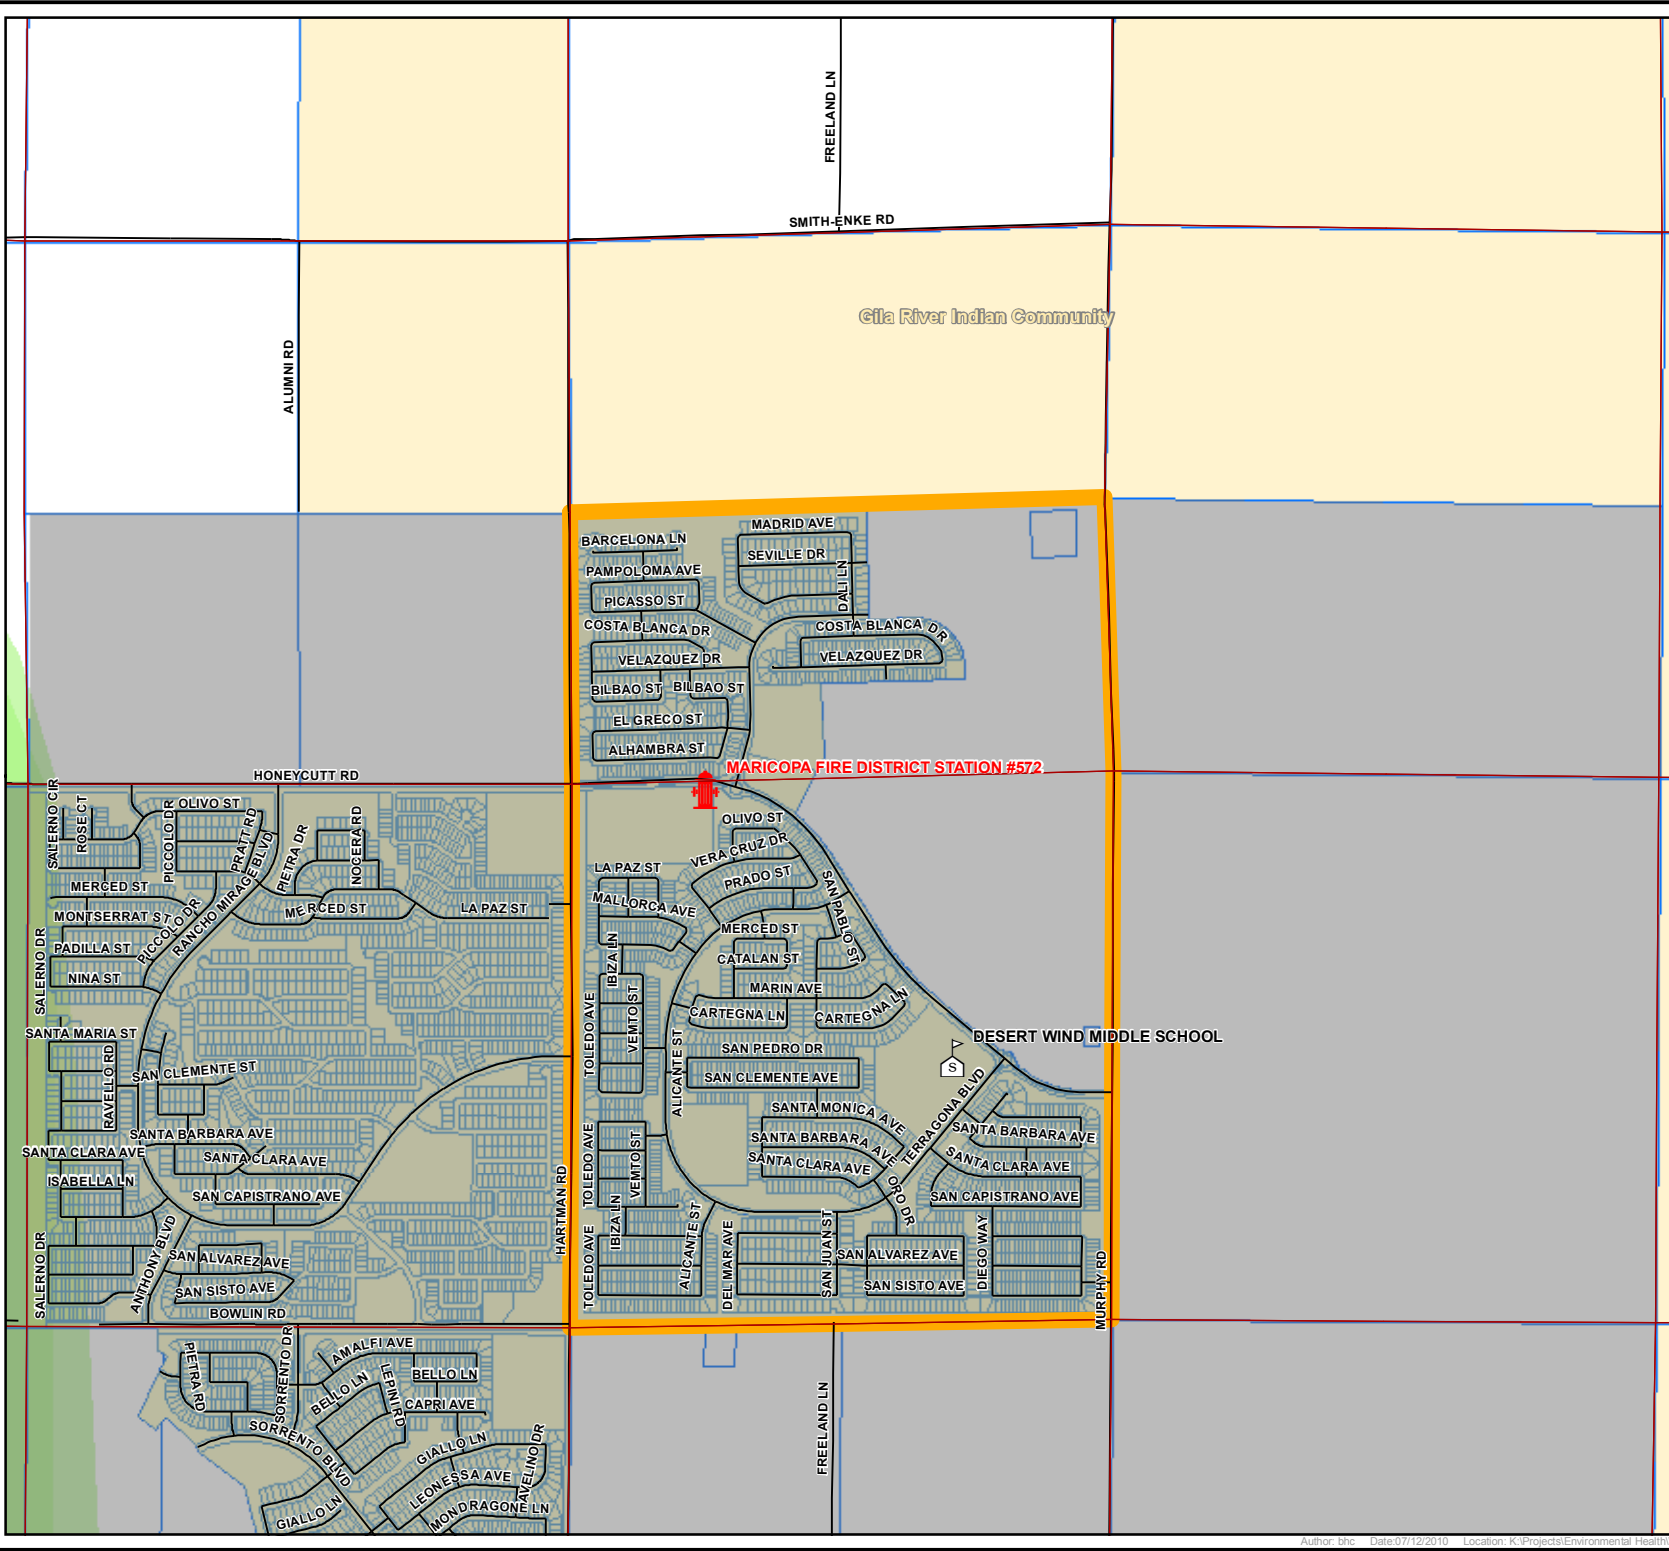 FREELAND LN
SMITH-ENKE RD
Gila River Indian Community
ALUMNI RD
MADRID AVE
BARCELONA LN
SEVILLE DR
PAMPOLOMA AVE
DALI LN
PICASSO ST
COSTA BLANCA DR
COSTA BLANCA DR
VELAZQUEZ DR
VELAZQUEZ DR
BILBAO ST
BILBAO ST
EL GRECO ST
ALHAMBRA ST
HONEYCUTT RD
MARICOPA FIRE DISTRICT STATION #572
SALERNO CIR
ROSE CT
OLIVO ST
PICCOLO DR
PRATT RD
PIETRA DR
NOCERA RD
RANCHO MIRAGE BLVD
MERCED ST
MONTSERRAT ST
PICCOLO DR
MERCED ST
LA PAZ ST
PADILLA ST
SALERNO DR
NINA ST
OLIVO ST
VERA CRUZ DR
LA PAZ ST
PRADO ST
SAN PABLO ST
MALLORCA AVE
MERCED ST
IBIZA LN
CATALAN ST
MARIN AVE
TOLEDO AVE
VEMTO ST
CARTEGNA LN
CARTEGNA LN
SANTA MARIA ST
RAVELLO RD
SAN CLEMENTE ST
ALICANTE ST
SAN PEDRO DR
DESERT WIND MIDDLE SCHOOL
S
SAN CLEMENTE AVE
TERRAGONA BLVD
SANTA MONICA AVE
SANTA BARBARA AVE
SANTA BARBARA AVE
SANTA BARBARA AVE
SANTA CLARA AVE
SANTA CLARA AVE
SANTA CLARA AVE
SANTA CLARA AVE
TOLEDO AVE
VEMTO ST
ISABELLA LN
SAN CAPISTRANO AVE
HARTMAN RD
ORO DR
SAN CAPISTRANO AVE
SALERNO DR
ANTHONY BLVD
SAN ALVAREZ AVE
SAN SISTO AVE
BOWLIN RD
TOLEDO AVE
IBIZA LN
ALICANTE ST
DEL MAR AVE
SAN JUAN ST
SAN ALVAREZ AVE
SAN SISTO AVE
DIEGO WAY
MURPHY RD
PIETRA RD
SORRENTO DR
AMALFI AVE
BELLO LN
BELLO LN
LEPINI RD
CAPRI AVE
SORRENTO BLVD
GIALLO LN
AVELINO DR
LEONESSA AVE
GIALLO LN
MONDRAGONE LN
FREELAND LN
Author: bhc Date:07/12/2010 Location: K:\Projects\Environmental Health\